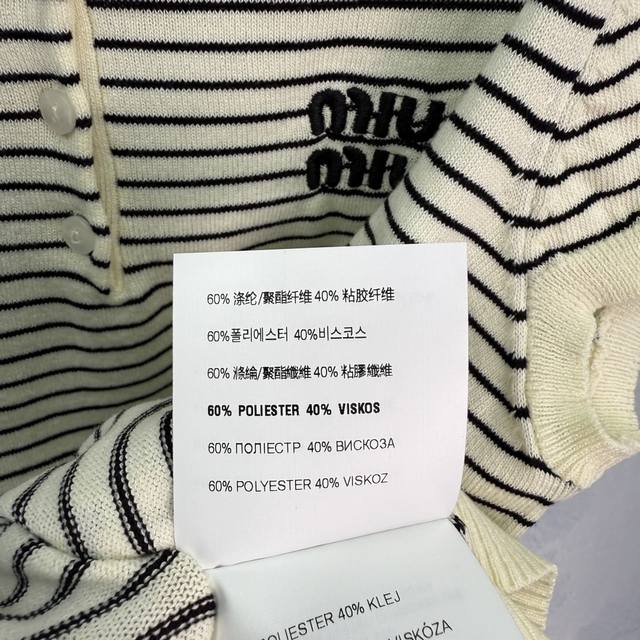 miu
miu
60% 涤纶/聚酯纤维 40% 粘胶纤维
60%폴리에스터 40%비스코스
60% 滌綸/聚酯纖維 40% 粘膠纖維
60% POLIESTER 40% VISKOS
60% ПОЛІЕСТР 40% ВИСКОЗА
60% POLYESTER 40% VISKOZ
POLIESTER 40% KLEJ
VISKÓZA